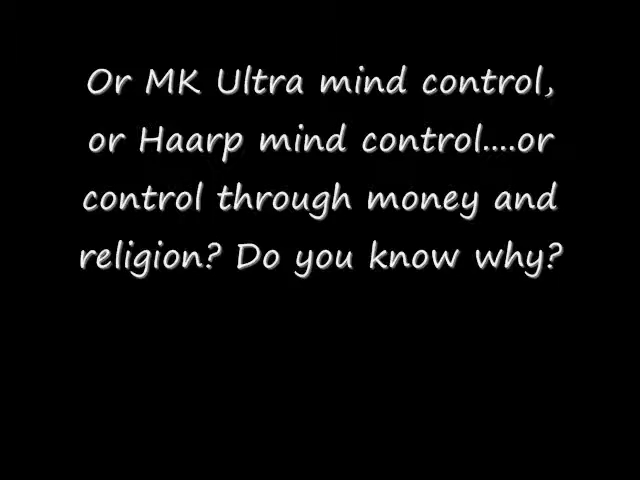 Or MK Ultra mind control,
or Haarp mind control....or
control through money and
religion? Do you know why?